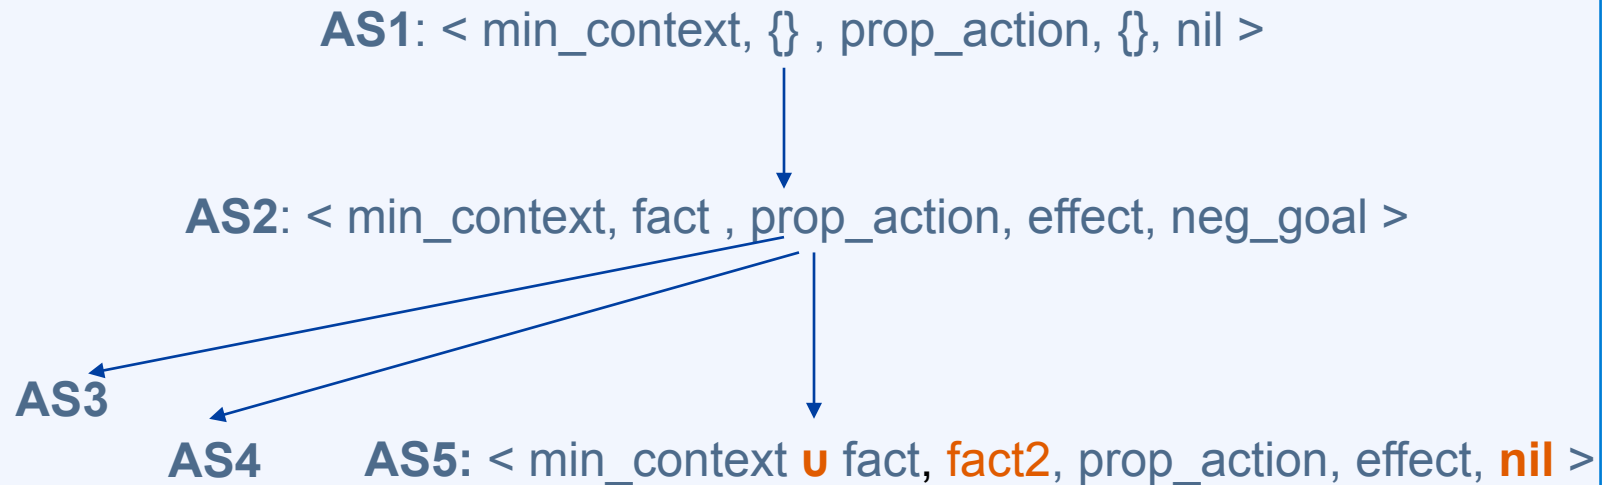 AS1: < min_context, {} , prop_action, {}, nil >
AS2: < min_context, fact , prop_action, effect, neg_goal >
AS3
AS4
AS5: < min_context ∪ fact, fact2, prop_action, effect, nil >